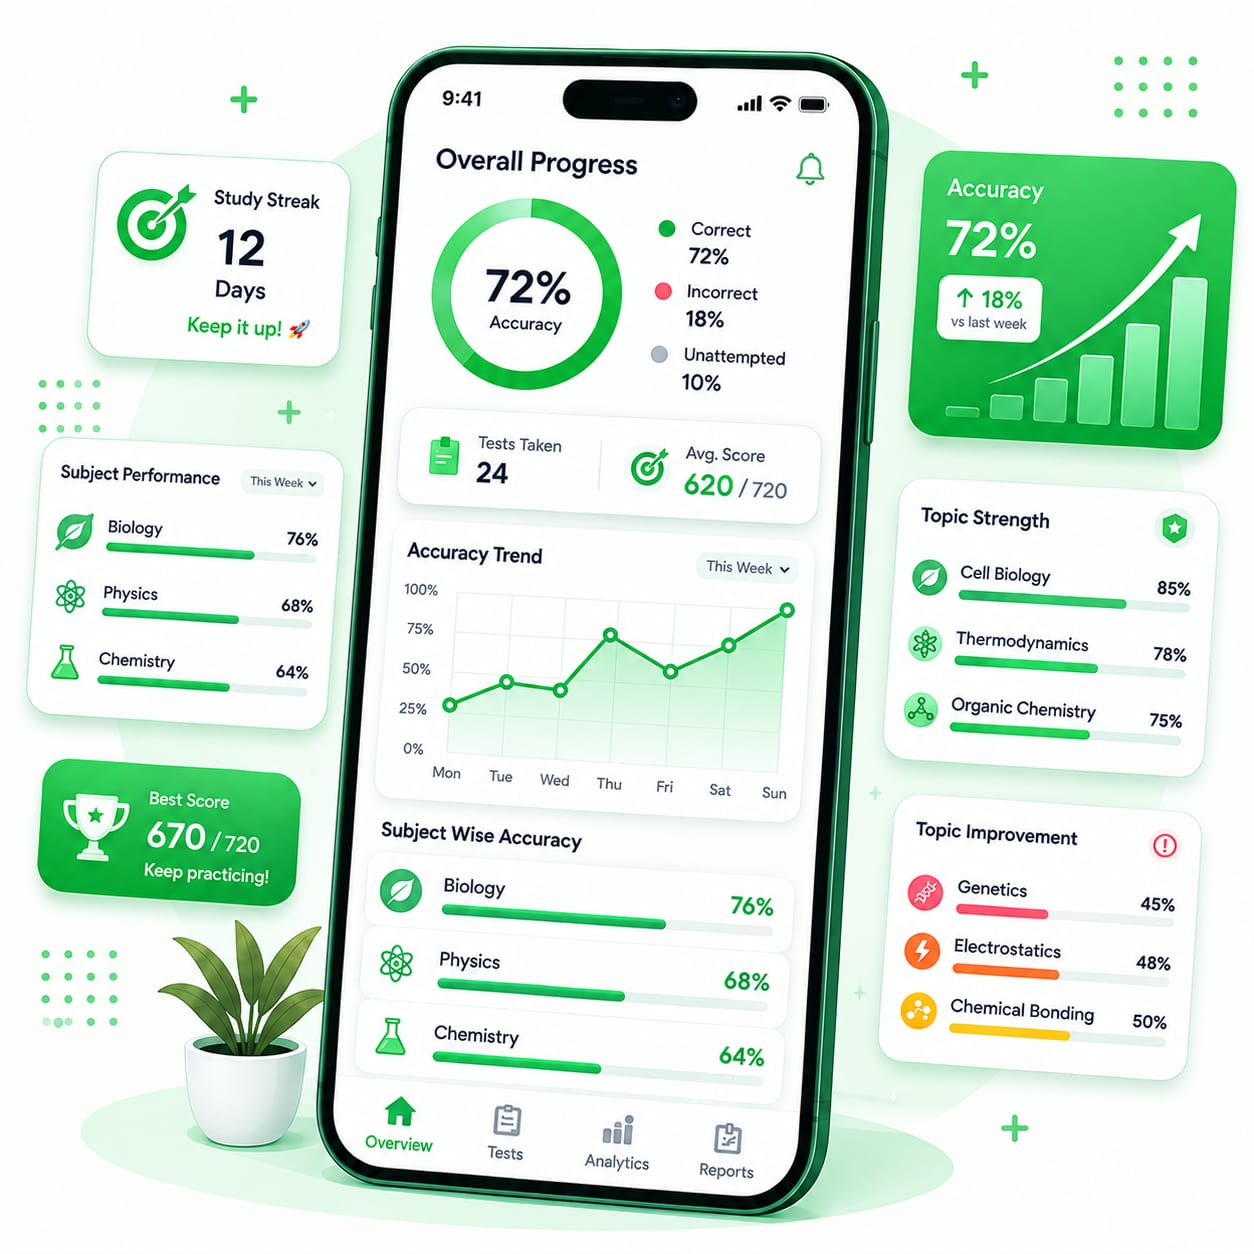 9:41
Overall Progress
72%
Accuracy
Correct
72%
Incorrect
18%
Unattempted
10%
Tests Taken
24
Avg. Score
620 / 720
Accuracy Trend
This Week
100%
75%
50%
25%
0%
Mon Tue Wed Thu Fri Sat Sun
Subject Wise Accuracy
Biology 76%
Physics 68%
Chemistry 64%
Overview Tests Analytics Reports
Study Streak
12
Days
Keep it up! 🚀
Subject Performance
This Week
Biology 76%
Physics 68%
Chemistry 64%
Best Score
670 / 720
Keep practicing!
Accuracy
72%
↑ 18%
vs last week
Topic Strength
Cell Biology 85%
Thermodynamics 78%
Organic Chemistry 75%
Topic Improvement
Genetics 45%
Electrostatics 48%
Chemical Bonding 50%